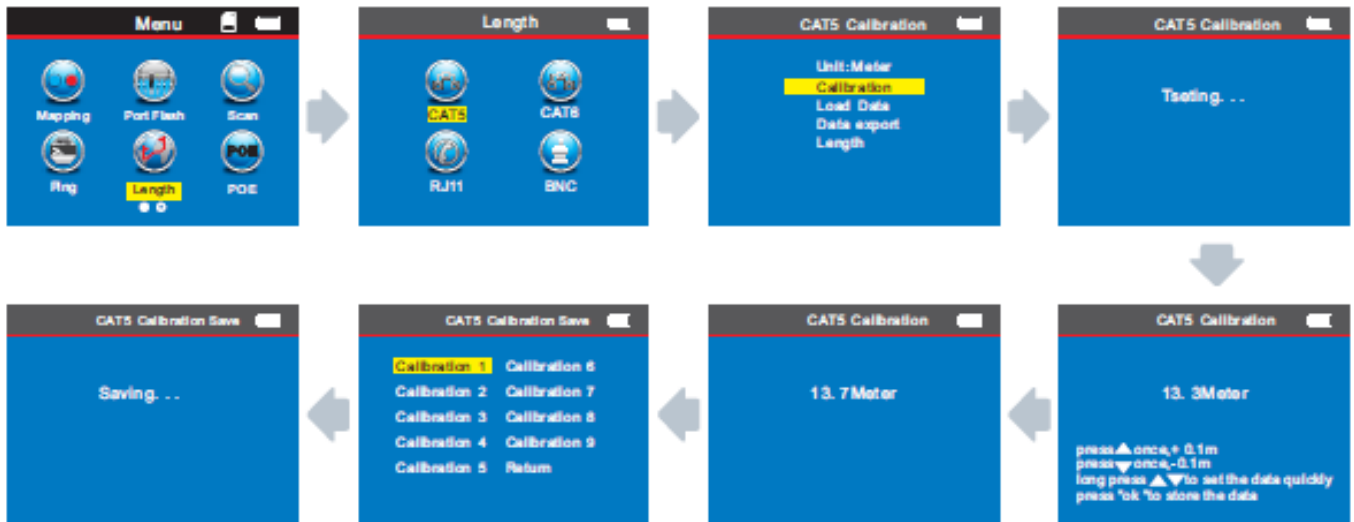 Menu
Mapping
Port Flash
Scan
Length
POE
POE
Length
CAT5
CAT6
RJ11
BNC
CAT5 Calibration
Unit:Meter
Calibration
Load Data
Data export
Length
CAT5 Calibration
Tseting. . .
CAT5 Calibration
13. 3Meter
press▲once,+ 0.1m
press▼once,-0.1m
long press ▲▼to set the data quickly
press "ok "to store the data
CAT5 Calibration
13. 7Meter
CAT5 Calibration Save
Calibration 1 Calibration 6
Calibration 2 Calibration 7
Calibration 3 Calibration 8
Calibration 4 Calibration 9
Calibration 5 Return
CAT5 Calibration Save
Saving. . .